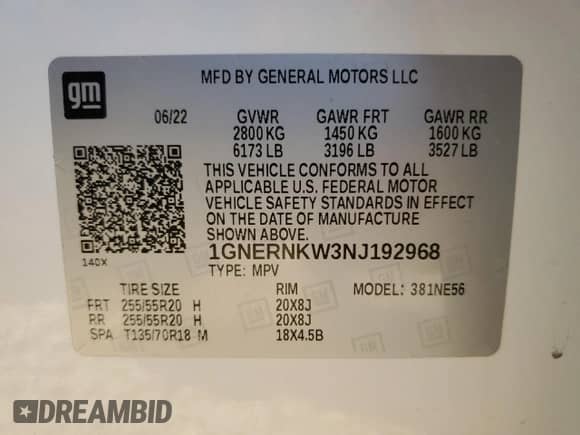 gm
MFD BY GENERAL MOTORS LLC
06/22 GVWR GAWR FRT GAWR RR
2800 KG 1450 KG 1600 KG
6173 LB 3196 LB 3527 LB
THIS VEHICLE CONFORMS TO ALL
APPLICABLE U.S. FEDERAL MOTOR
VEHICLE SAFETY STANDARDS IN EFFECT
ON THE DATE OF MANUFACTURE
SHOWN ABOVE.
140X
1GNERNKW3NJ192968
TYPE: MPV
TIRE SIZE RIM MODEL: 381NE56
FRT 255/55R20 H 20X8J
RR 255/55R20 H 20X8J
SPA T135/70R18 M 18X4.5B
DREAMBID